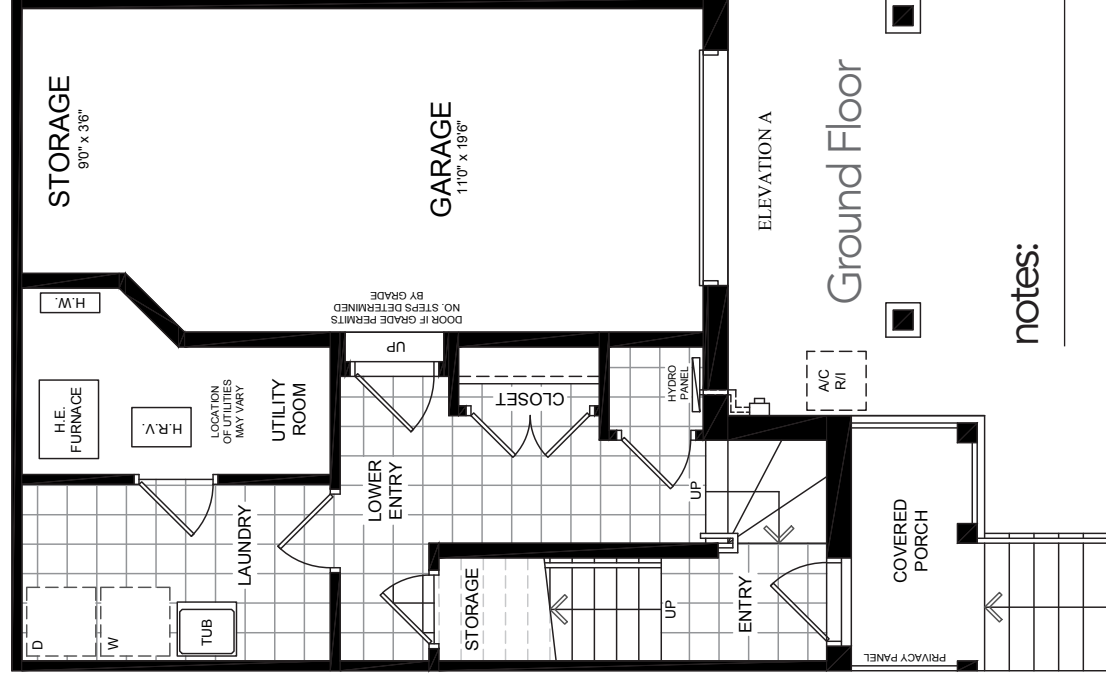 STORAGE
9'0" x 3'6"
GARAGE
11'0" x 19'6"
ELEVATION A
Ground Floor
notes:
H.W.
H.E.
FURNACE
H.R.V.
LOCATION
OF UTILITIES
MAY VARY
UTILITY
ROOM
DOOR IF GRADE PERMITS
NO. STEPS DETERMINED
BY GRADE
UP
CLOSET
HYDRO
PANEL
A/C
R/I
LAUNDRY
LOWER
ENTRY
UP
D
W
TUB
STORAGE
UP
ENTRY
COVERED
PORCH
PRIVACY PANEL